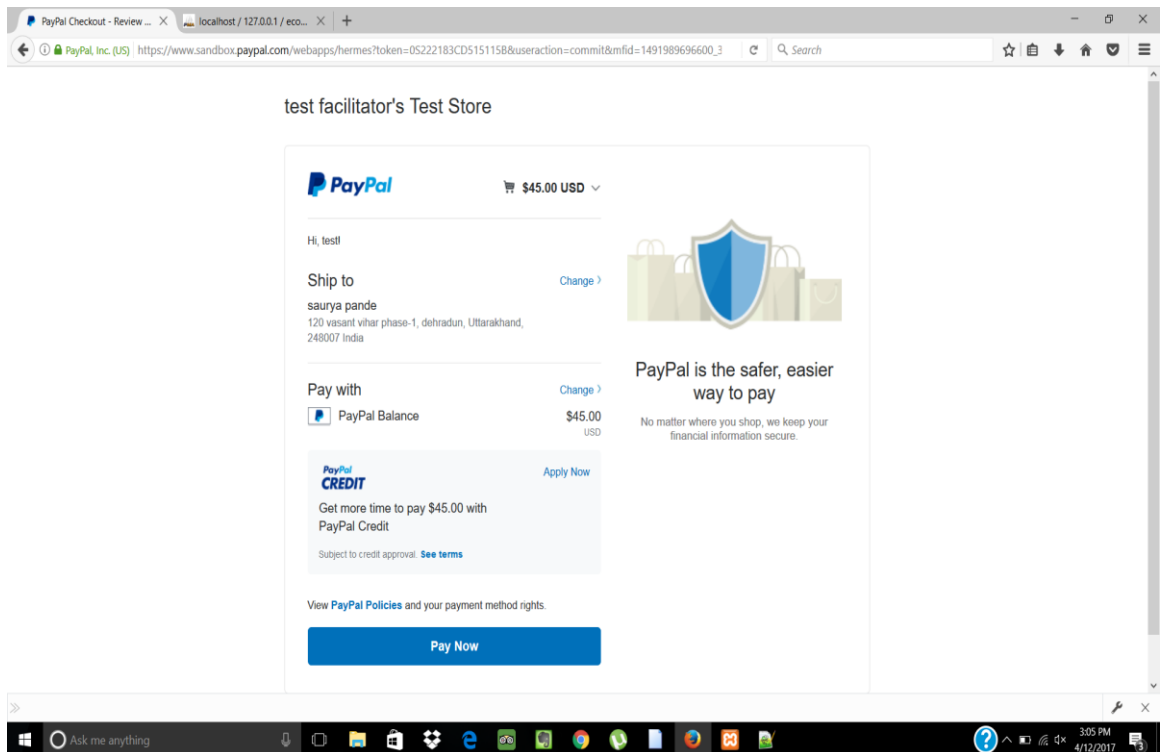 PayPal Checkout - Review ...
localhost / 127.0.0.1 / eco...
PayPal, Inc. (US) https://www.sandbox.paypal.com/webapps/hermes?token=0S222183CD515115B&useraction=commit&mfid=1491989696600_3
Search
test facilitator's Test Store
PayPal
$45.00 USD
Hi, test!
Ship to
Change
saurya pande
120 vasant vihar phase-1, dehradun, Uttarakhand,
248007 India
Pay with
Change
PayPal Balance
$45.00
USD
PayPal
CREDIT
Apply Now
Get more time to pay $45.00 with
PayPal Credit
Subject to credit approval. See terms
View PayPal Policies and your payment method rights.
Pay Now
PayPal is the safer, easier
way to pay
No matter where you shop, we keep your
financial information secure.
Ask me anything
3:05 PM
4/12/2017
3